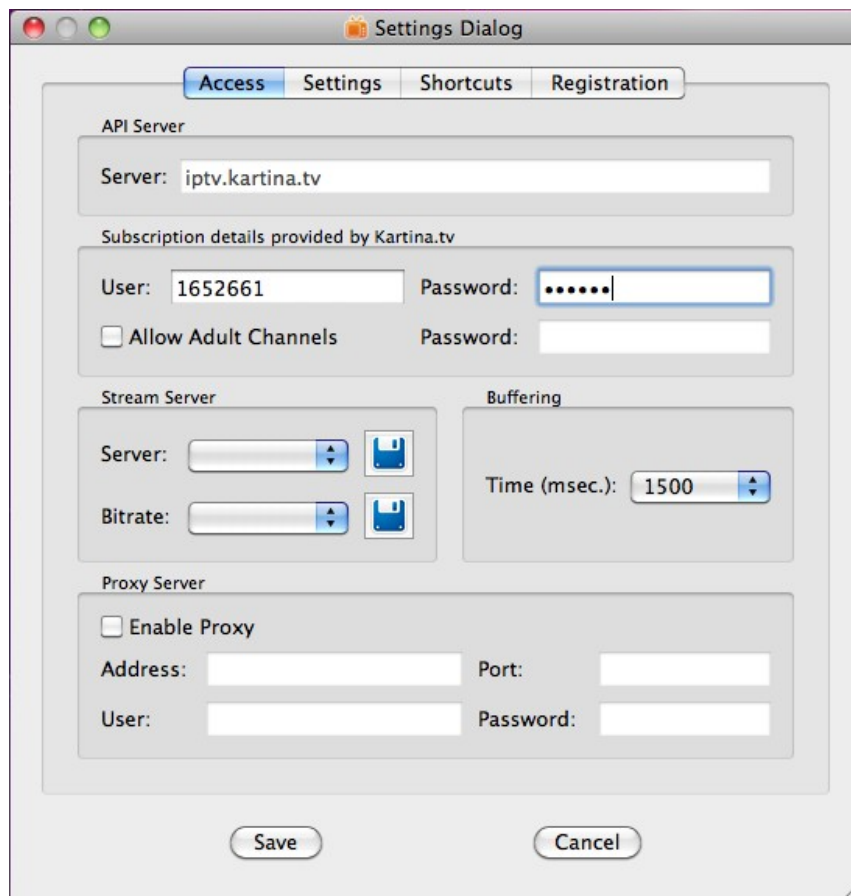 Settings Dialog
Access Settings Shortcuts Registration
API Server
Server: iptv.kartina.tv
Subscription details provided by Kartina.tv
User: 1652661 Password: ••••••
Allow Adult Channels Password:
Stream Server Buffering
Server:
Time (msec.): 1500
Bitrate:
Proxy Server
Enable Proxy
Address: Port:
User: Password:
Save Cancel